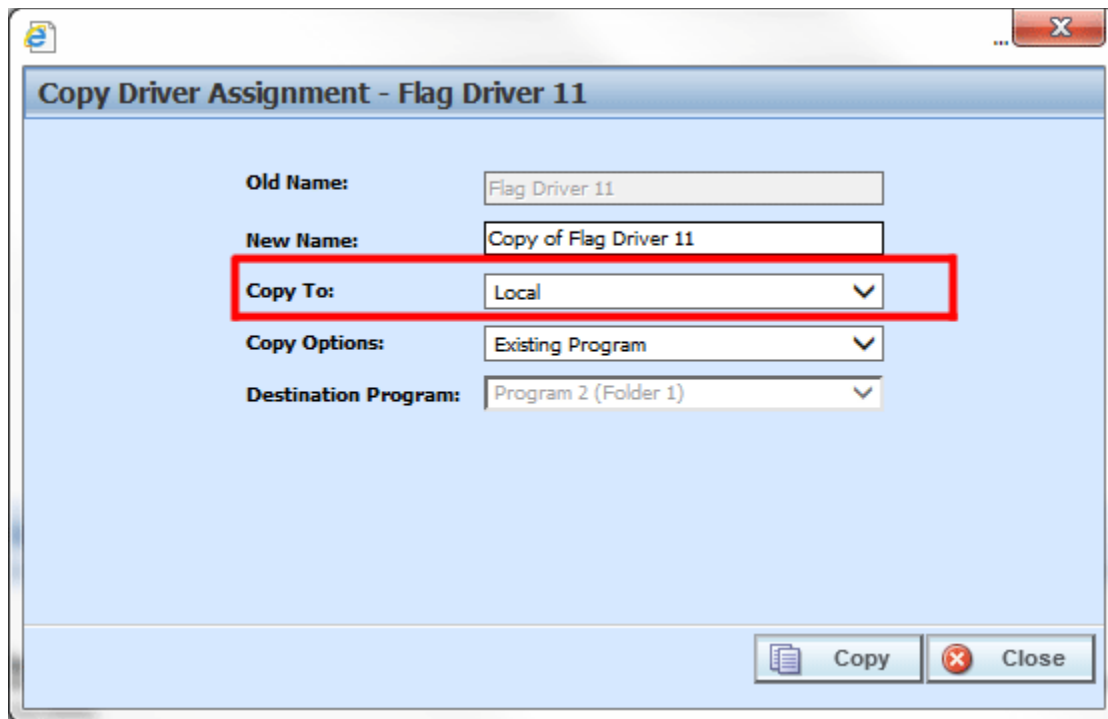 ...
Copy Driver Assignment - Flag Driver 11
Old Name: Flag Driver 11
New Name: Copy of Flag Driver 11
Copy To: Local
Copy Options: Existing Program
Destination Program: Program 2 (Folder 1)
Copy Close